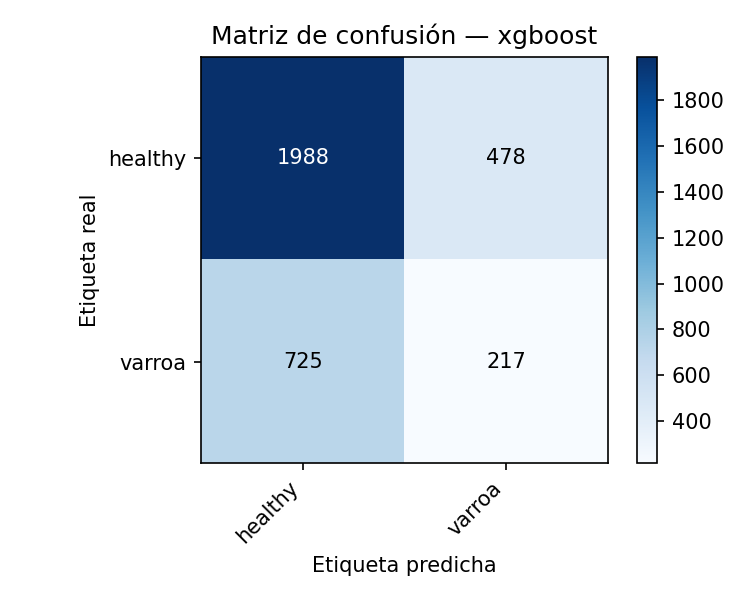 Matriz de confusión — xgboost
Etiqueta real
healthy
varroa
1988
478
725
217
healthy
varroa
Etiqueta predicha
1800
1600
1400
1200
1000
800
600
400